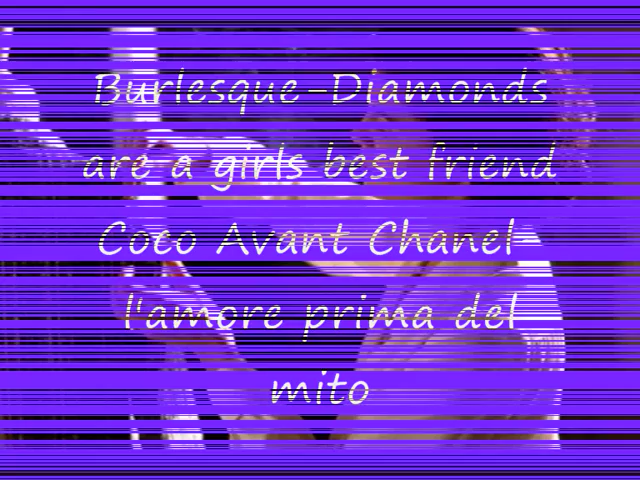 Burlesque-Diamonds
are a girls best friend
Coco Avant Chanel
l'amore prima del
mito